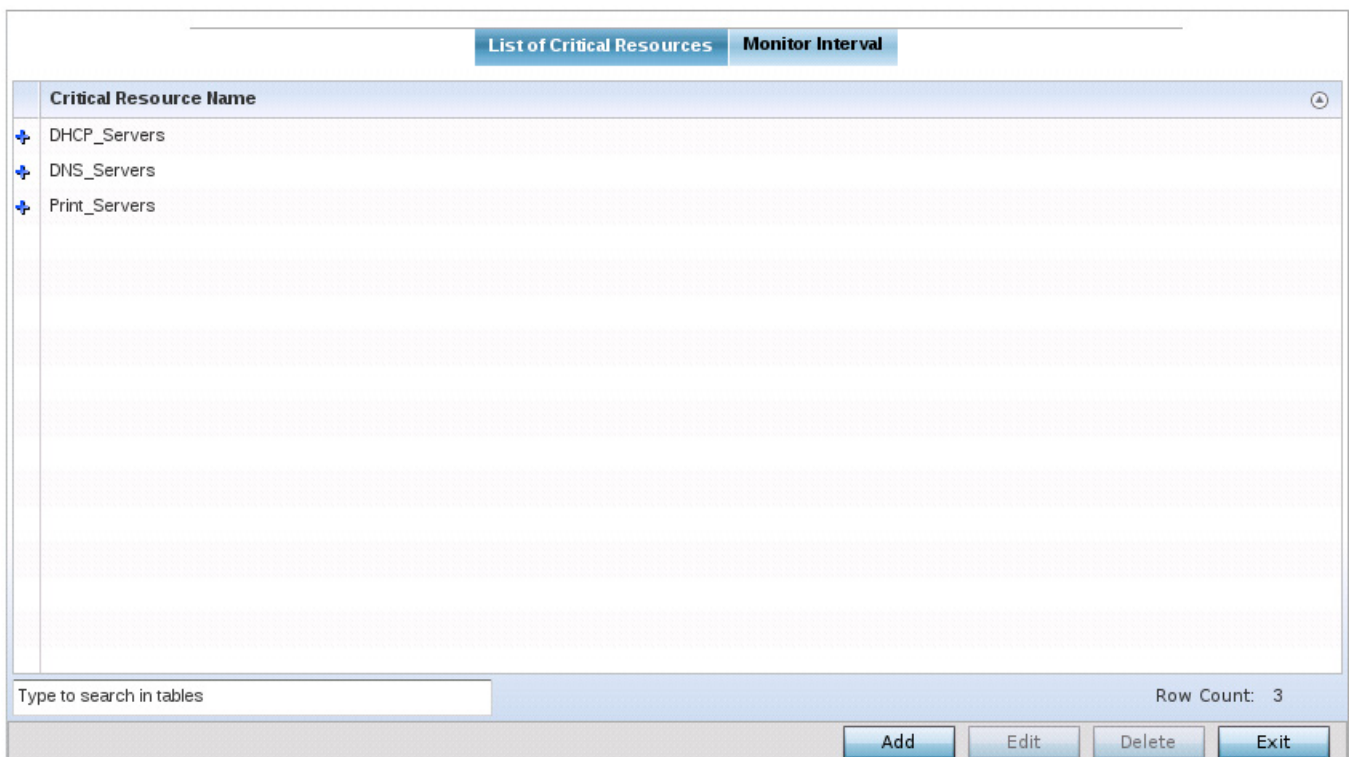 List of Critical Resources Monitor Interval
Critical Resource Name
DHCP_Servers
DNS_Servers
Print_Servers
Type to search in tables Row Count: 3
Add Edit Delete Exit